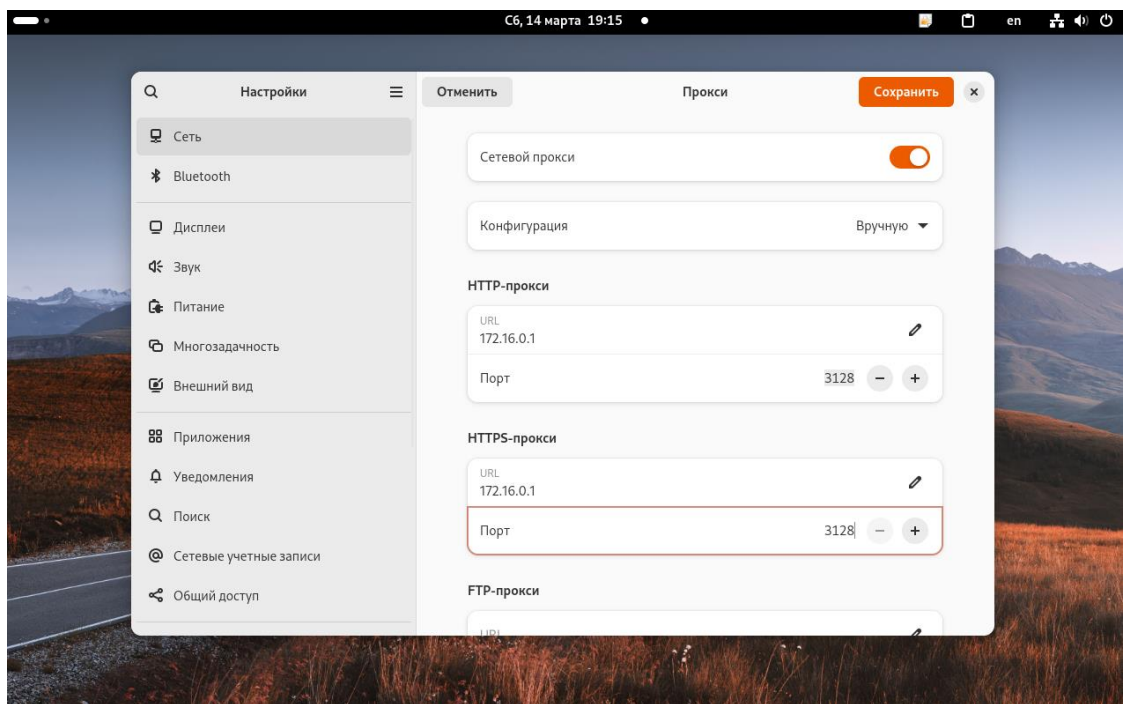 Сб, 14 марта 19:15
en
Настройки
Отменить
Прокси
Сохранить
Сеть
Bluetooth
Дисплеи
Звук
Питание
Многозадачность
Внешний вид
Приложения
Уведомления
Поиск
Сетевые учетные записи
Общий доступ
Сетевой прокси
Конфигурация
Вручную
HTTP-прокси
URL
172.16.0.1
Порт
3128
HTTPS-прокси
URL
172.16.0.1
Порт
3128
FTP-прокси
URL